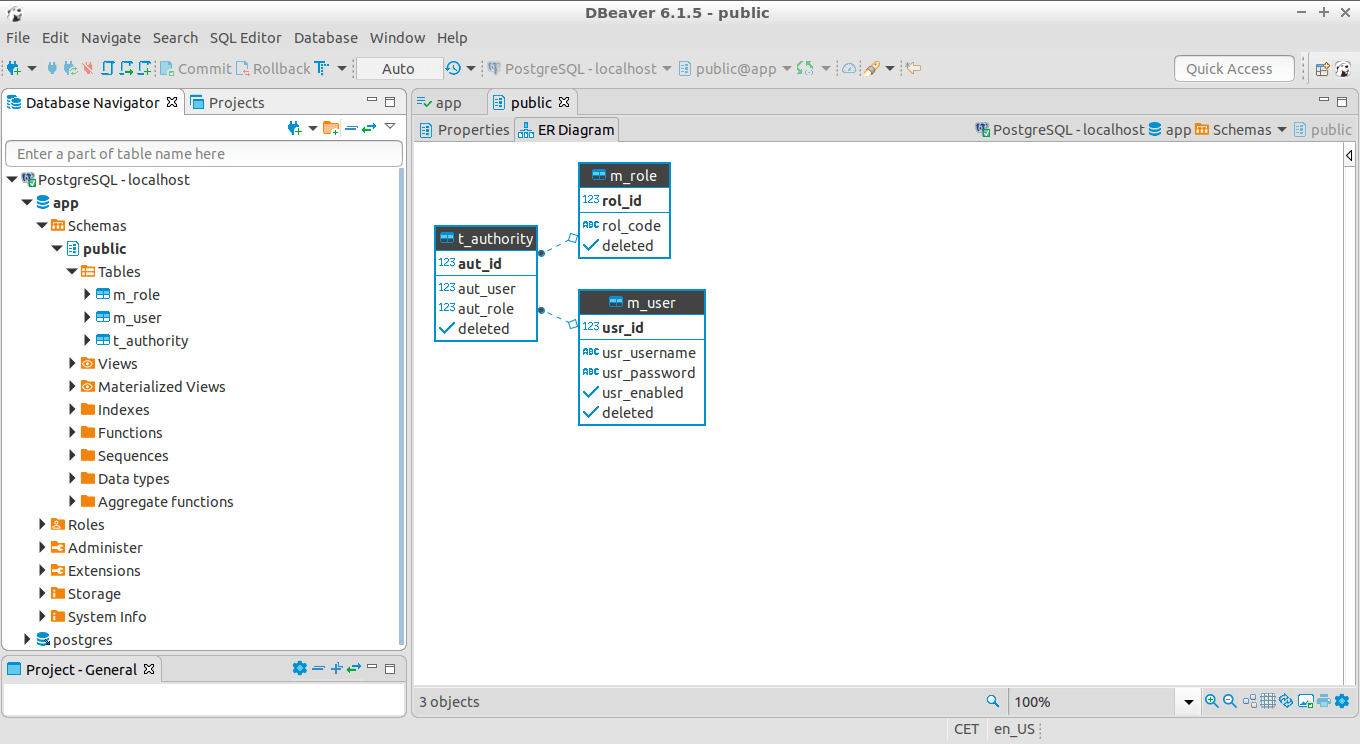 DBeaver 6.1.5 - public
File Edit Navigate Search SQL Editor Database Window Help
Commit Rollback Auto PostgreSQL - localhost public@app Quick Access
Database Navigator Projects
Enter a part of table name here
PostgreSQL - localhost
app
Schemas
public
Tables
m_role
m_user
t_authority
Views
Materialized Views
Indexes
Functions
Sequences
Data types
Aggregate functions
Roles
Administer
Extensions
Storage
System Info
postgres
Project - General
app public
Properties ER Diagram PostgreSQL - localhost app Schemas public
m_role
123 rol_id
ABC rol_code
deleted
t_authority
123 aut_id
123 aut_user
123 aut_role
deleted
m_user
123 usr_id
ABC usr_username
ABC usr_password
usr_enabled
deleted
3 objects 100%
CET en_US